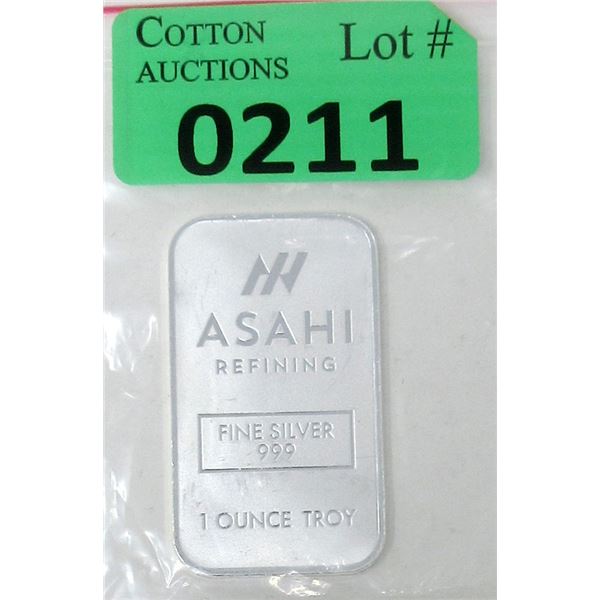 COTTON Lot #
AUCTIONS
0211
ASAHI
REFINING
FINE SILVER
999
1 OUNCE TROY